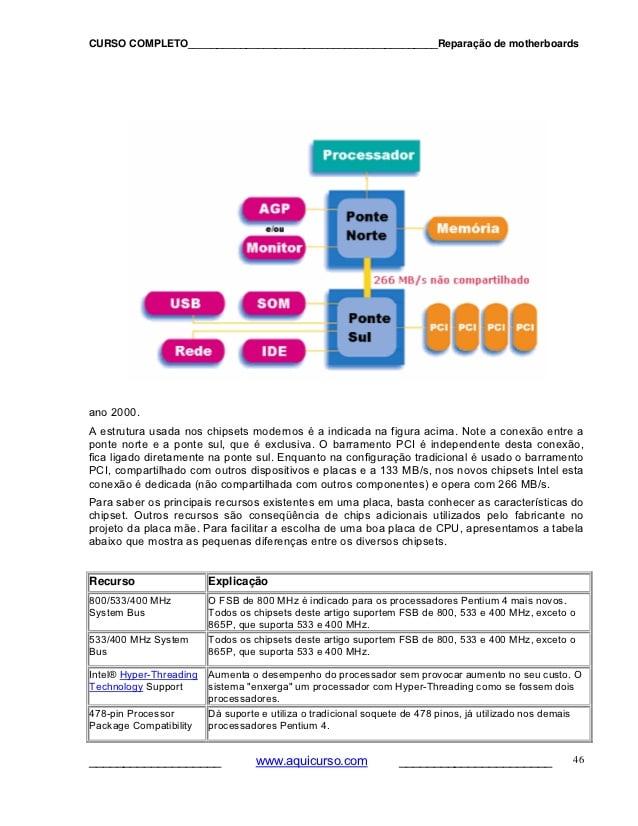 CURSO COMPLETO__________________________________________Reparação de motherboards
Processador
AGP
e/ou
Monitor
Ponte
Norte
Memória
266 MB/s não compartilhado
USB
SOM
Ponte
Sul
PCI PCI PCI PCI
Rede
IDE
ano 2000.
A estrutura usada nos chipsets modernos é a indicada na figura acima. Note a conexão entre a
ponte norte e a ponte sul, que é exclusiva. O barramento PCI é independente desta conexão,
fica ligado diretamente na ponte sul. Enquanto na configuração tradicional é usado o barramento
PCI, compartilhado com outros dispositivos e placas e a 133 MB/s, nos novos chipsets Intel esta
conexão é dedicada (não compartilhada com outros componentes) e opera com 266 MB/s.
Para saber os principais recursos existentes em uma placa, basta conhecer as características do
chipset. Outros recursos são conseqüência de chips adicionais utilizados pelo fabricante no
projeto da placa mãe. Para facilitar a escolha de uma boa placa de CPU, apresentamos a tabela
abaixo que mostra as pequenas diferenças entre os diversos chipsets.
Recurso Explicação
800/533/400 MHz
System Bus
O FSB de 800 MHz é indicado para os processadores Pentium 4 mais novos.
Todos os chipsets deste artigo suportem FSB de 800, 533 e 400 MHz, exceto o
865P, que suporta 533 e 400 MHz.
533/400 MHz System
Bus
Todos os chipsets deste artigo suportem FSB de 800, 533 e 400 MHz, exceto o
865P, que suporta 533 e 400 MHz.
Intel® Hyper-Threading
Technology Support
Aumenta o desempenho do processador sem provocar aumento no seu custo. O
sistema "enxerga" um processador com Hyper-Threading como se fossem dois
processadores.
478-pin Processor
Package Compatibility
Dá suporte e utiliza o tradicional soquete de 478 pinos, já utilizado nos demais
processadores Pentium 4.
___________________ www.aquicurso.com ______________________ 46